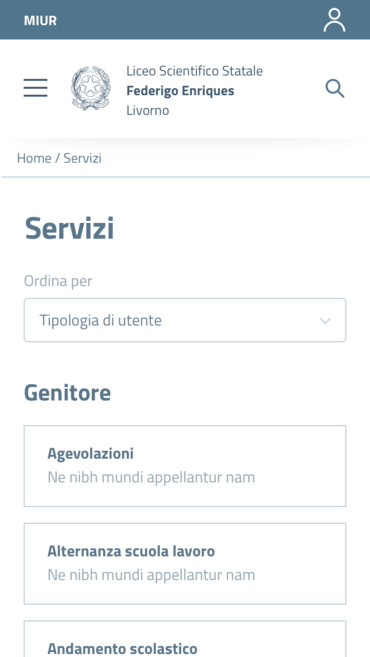 MIUR
Liceo Scientifico Statale
Federigo Enriques
Livorno
Home / Servizi
Servizi
Ordina per
Tipologia di utente
Genitore
Agevolazioni
Ne nibh mundi appellantur nam
Alternanza scuola lavoro
Ne nibh mundi appellantur nam
Andamento scolastico